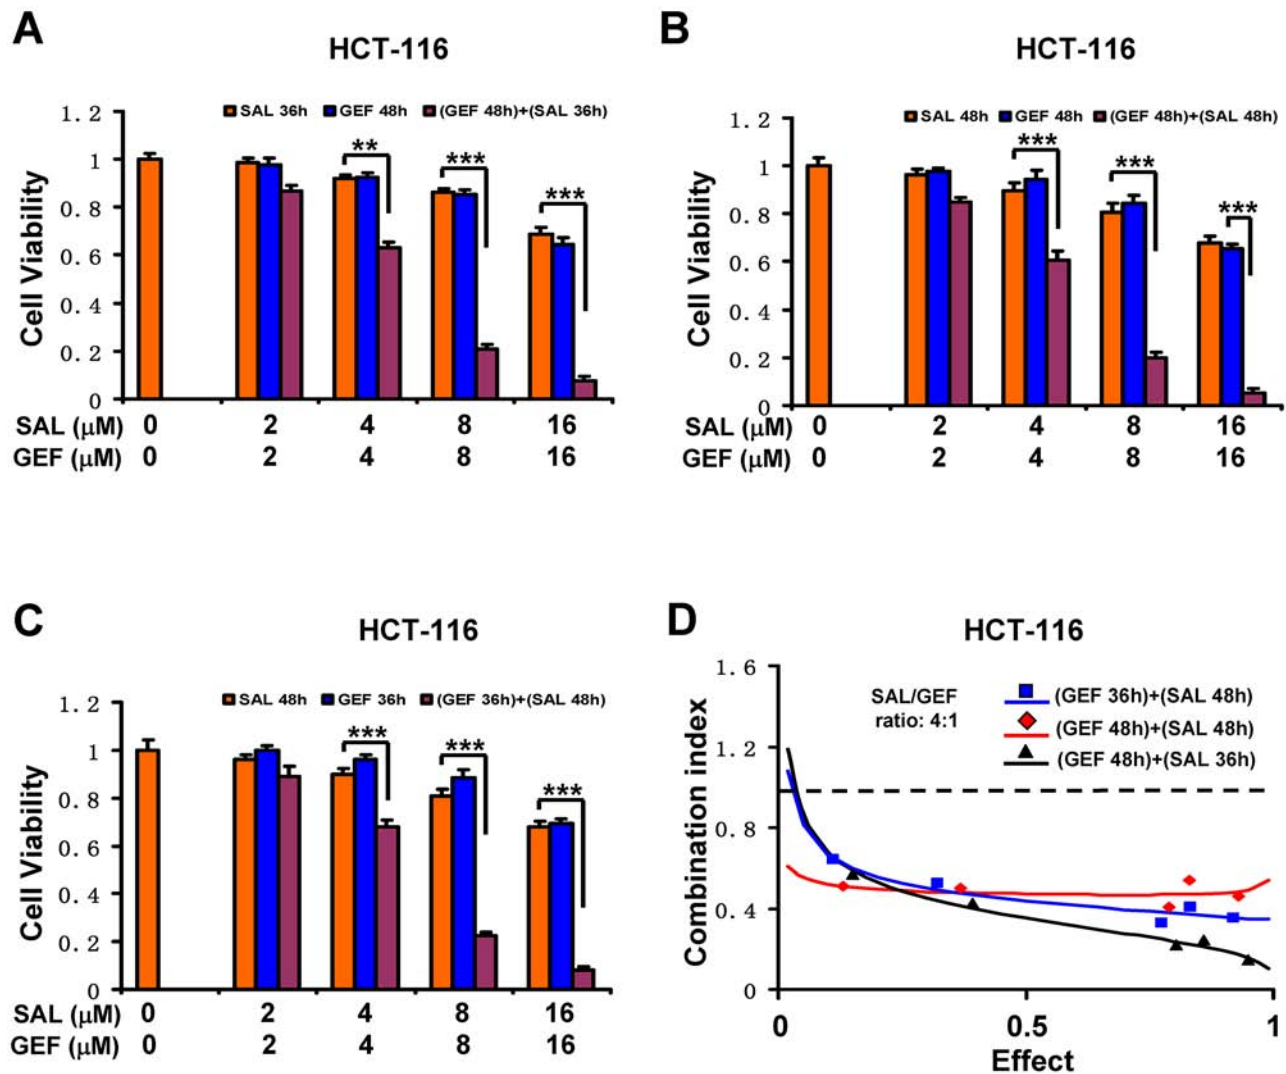 A
HCT-116
SAL 36h GEF 48h (GEF 48h)+(SAL 36h)
Cell Viability
1.2
1
0.8
0.6
0.4
0.2
0
** *** ***
SAL (μM) 0 2 4 8 16
GEF (μM) 0 2 4 8 16
B
HCT-116
SAL 48h GEF 48h (GEF 48h)+(SAL 48h)
Cell Viability
1.2
1
0.8
0.6
0.4
0.2
0
*** *** ***
SAL (μM) 0 2 4 8 16
GEF (μM) 0 2 4 8 16
C
HCT-116
SAL 48h GEF 36h (GEF 36h)+(SAL 48h)
Cell Viability
1.2
1
0.8
0.6
0.4
0.2
0
*** *** ***
SAL (μM) 0 2 4 8 16
GEF (μM) 0 2 4 8 16
D
HCT-116
SAL/GEF
ratio: 4:1
(GEF 36h)+(SAL 48h)
(GEF 48h)+(SAL 48h)
(GEF 48h)+(SAL 36h)
Combination index
1.6
1.2
0.8
0.4
0
0 0.5 1
Effect